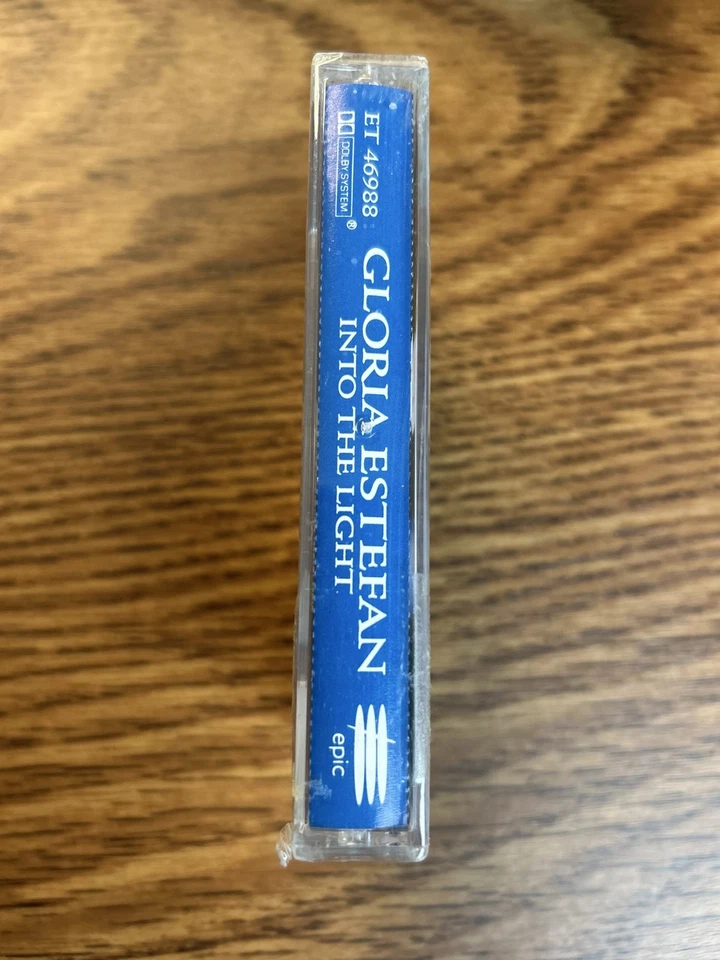 ET 46988
DOLBY SYSTEM ®
GLORIA ESTEFAN
INTO THE LIGHT
epic